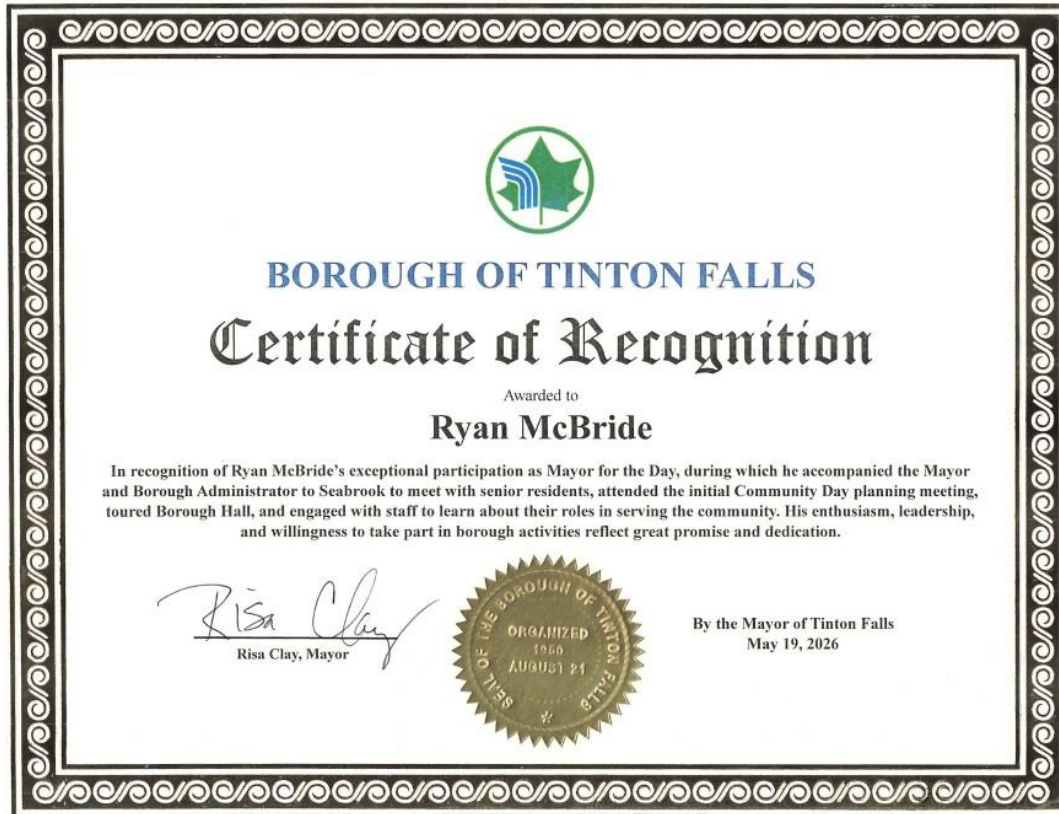 BOROUGH OF TINTON FALLS
Certificate of Recognition
Awarded to
Ryan McBride
In recognition of Ryan McBride's exceptional participation as Mayor for the Day, during which he accompanied the Mayor
and Borough Administrator to Seabrook to meet with senior residents, attended the initial Community Day planning meeting,
toured Borough Hall, and engaged with staff to learn about their roles in serving the community. His enthusiasm, leadership,
and willingness to take part in borough activities reflect great promise and dedication.
Risa Clay
Risa Clay, Mayor
SEAL OF THE BOROUGH OF TINTON FALLS
ORGANIZED
1950
AUGUST 21
By the Mayor of Tinton Falls
May 19, 2026